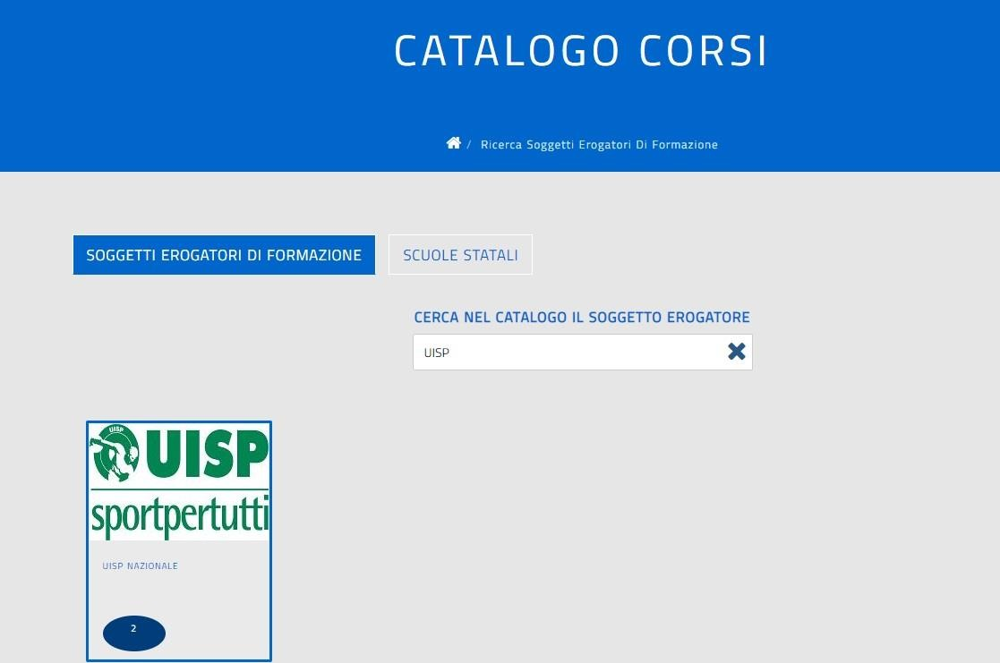 CATALOGO CORSI
/ Ricerca Soggetti Erogatori Di Formazione
SOGGETTI EROGATORI DI FORMAZIONE SCUOLE STATALI
CERCA NEL CATALOGO IL SOGGETTO EROGATORE
UISP
UISP
UISP
sportpertutti
UISP NAZIONALE
2